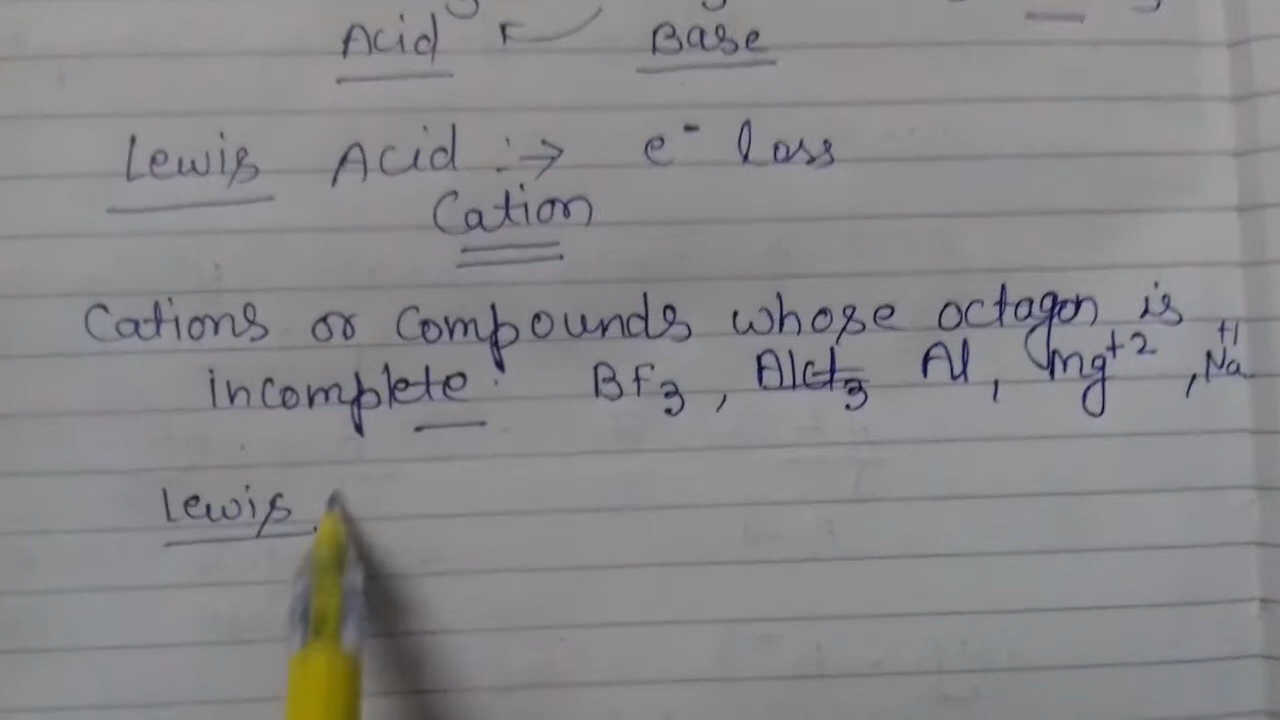 Acid Base
Lewis Acid :→ e⁻ loss
Cation
Cations or compounds whose octagon is
incomplete. BF₃, Al, Mg⁺², Na⁺¹
Lewis